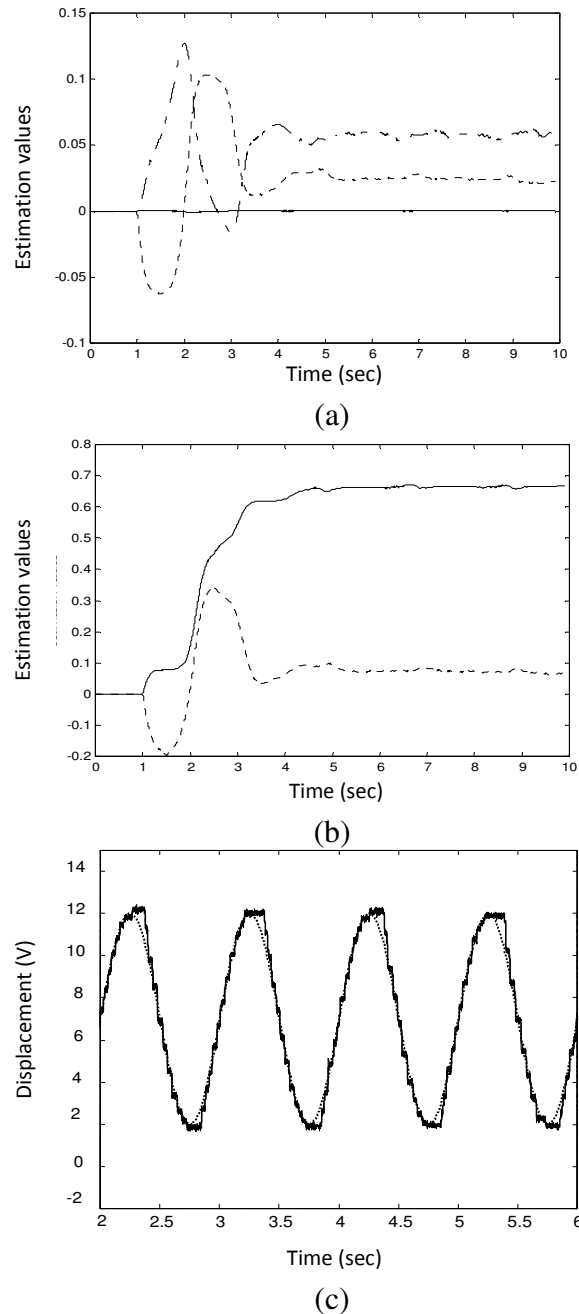 0.15
0.1
0.05
0
-0.05
-0.1
Estimation values
0 1 2 3 4 5 6 7 8 9 10
Time (sec)
(a)
0.8
0.7
0.6
0.5
0.4
0.3
0.2
0.1
0
-0.1
-0.2
Estimation values
0 1 2 3 4 5 6 7 8 9 10
Time (sec)
(b)
14
12
10
8
6
4
2
0
-2
Displacement (V)
2 2.5 3 3.5 4 4.5 5 5.5 6
Time (sec)
(c)